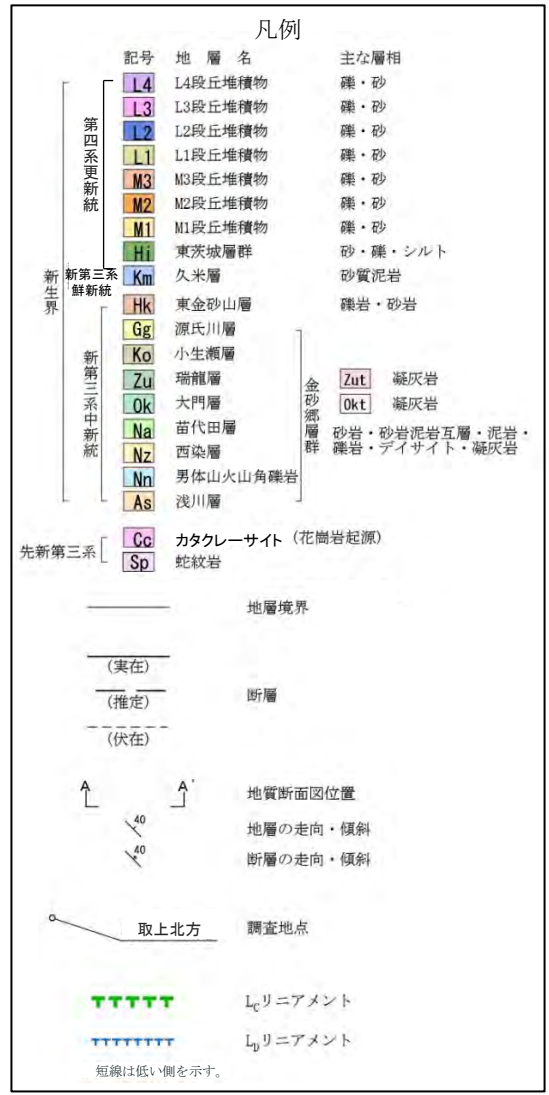 凡例
記号 地層名 主な層相
L4 L4段丘堆積物 礫・砂
L3 L3段丘堆積物 礫・砂
L2 L2段丘堆積物 礫・砂
L1 L1段丘堆積物 礫・砂
M3 M3段丘堆積物 礫・砂
M2 M2段丘堆積物 礫・砂
M1 M1段丘堆積物 礫・砂
Hi 東茨城層群 砂・礫・シルト
第四系更新統
Km 久米層 砂質泥岩
新第三系
鮮新統
Hk 東金砂山層 礫岩・砂岩
Gg 源氏川層
Ko 小生瀬層
Zu 瑞龍層
Ok 大門層
Na 苗代田層
Nz 西染層
Nn 男体山火山角礫岩
As 浅川層
新第三系中新統
新生界
金砂郷層群
Zut 凝灰岩
Okt 凝灰岩
砂岩・砂岩泥岩互層・泥岩・
礫岩・デイサイト・凝灰岩
先新第三系
Cc カタクレーサイト (花崗岩起源)
Sp 蛇紋岩
地層境界
(実在)
(推定) 断層
(伏在)
A A' 地質断面図位置
40 地層の走向・傾斜
40 断層の走向・傾斜
取上北方 調査地点
LCリニアメント
LDリニアメント
短線は低い側を示す。